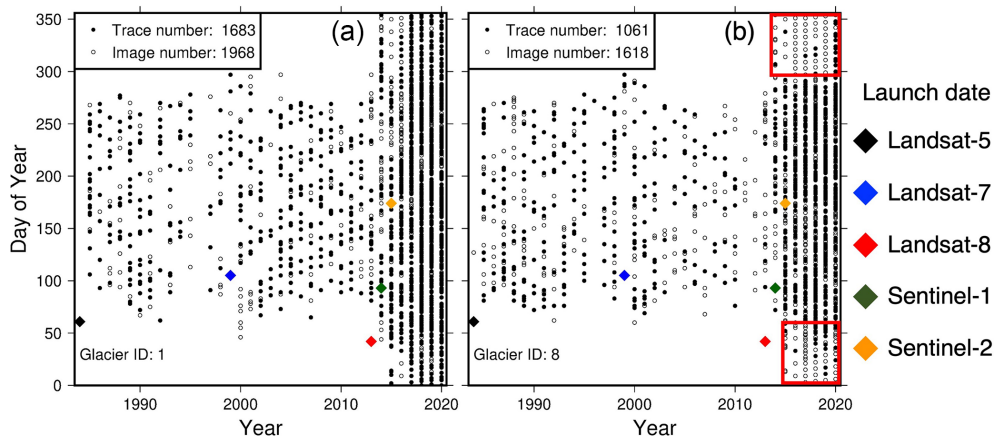 Trace number: 1683
Image number: 1968
(a)
Trace number: 1061
Image number: 1618
(b)
Launch date
Landsat-5
Landsat-7
Landsat-8
Sentinel-1
Sentinel-2
Day of Year
350
300
250
200
150
100
50
0
Glacier ID: 1
Glacier ID: 8
1990
2000
2010
2020
1990
2000
2010
2020
Year
Year